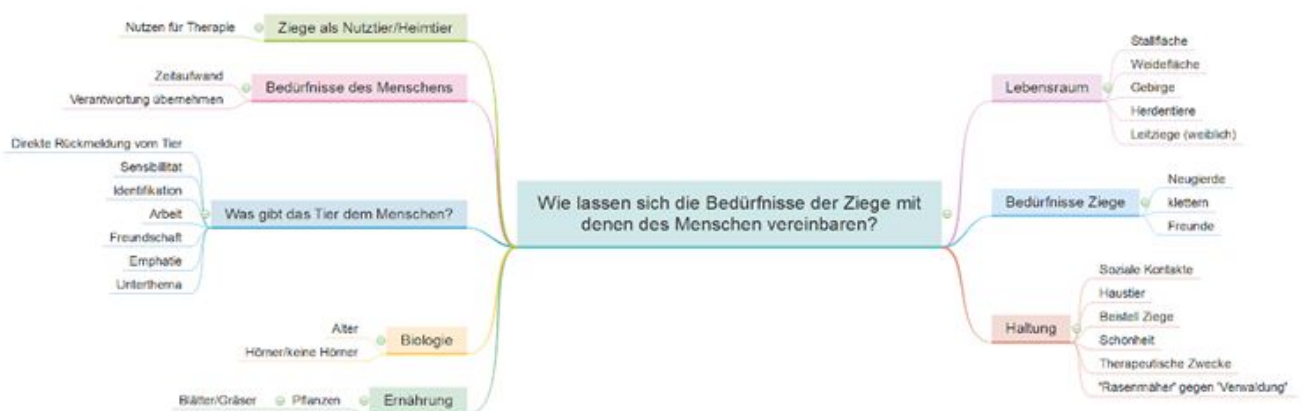 Wie lassen sich die Bedürfnisse der Ziege mit
denen des Menschen vereinbaren?
Nutzen für Therapie
Ziege als Nutztier/Heimtier
Zeitaufwand
Verantwortung übernehmen
Bedürfnisse des Menschens
Direkte Rückmeldung vom Tier
Sensibilität
Identifikation
Arbeit
Freundschaft
Emphatie
Unterthema
Was gibt das Tier dem Menschen?
Alter
Hörner/keine Hörner
Biologie
Blätter/Gräser
Pflanzen
Ernährung
Lebensraum
Stallfläche
Weidefläche
Gebirge
Herdentiere
Leitziege (weiblich)
Bedürfnisse Ziege
Neugierde
klettern
Freunde
Haltung
Soziale Kontakte
Haustier
Beistell Ziege
Schönheit
Therapeutische Zwecke
"Rasenmäher" gegen "Verwaldung"